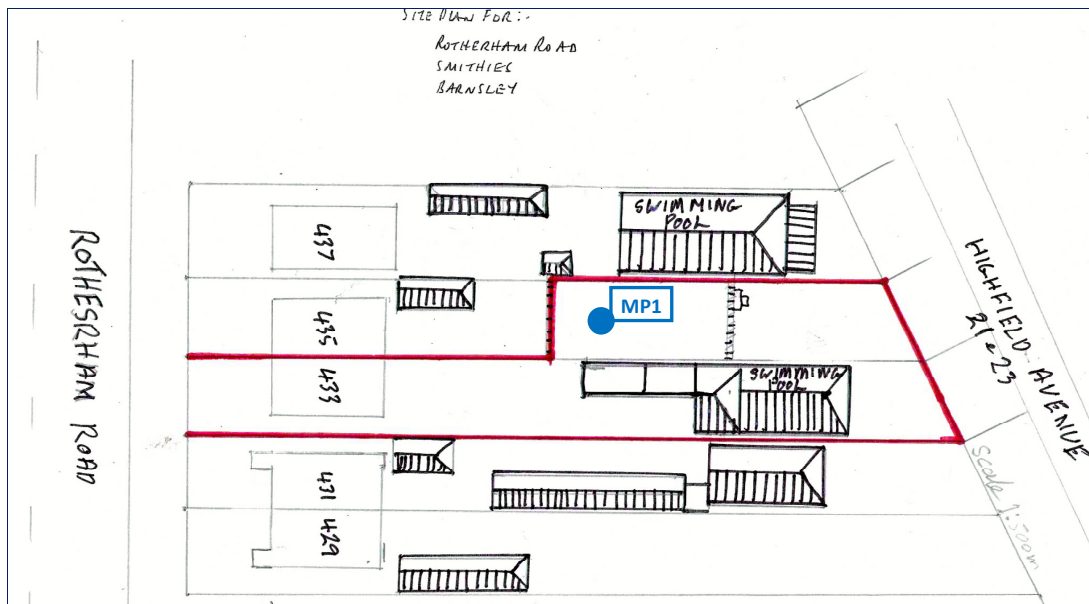 SITE PLAN FOR:-
ROTHERHAM ROAD
SMITHIES
BARNSLEY
SWIMMING
POOL
437
MP1
435
433
SWIMMING
POOL
431 429
ROTHERHAM ROAD
HIGHFIELD AVENUE
21 & 23
Scale 1:500m